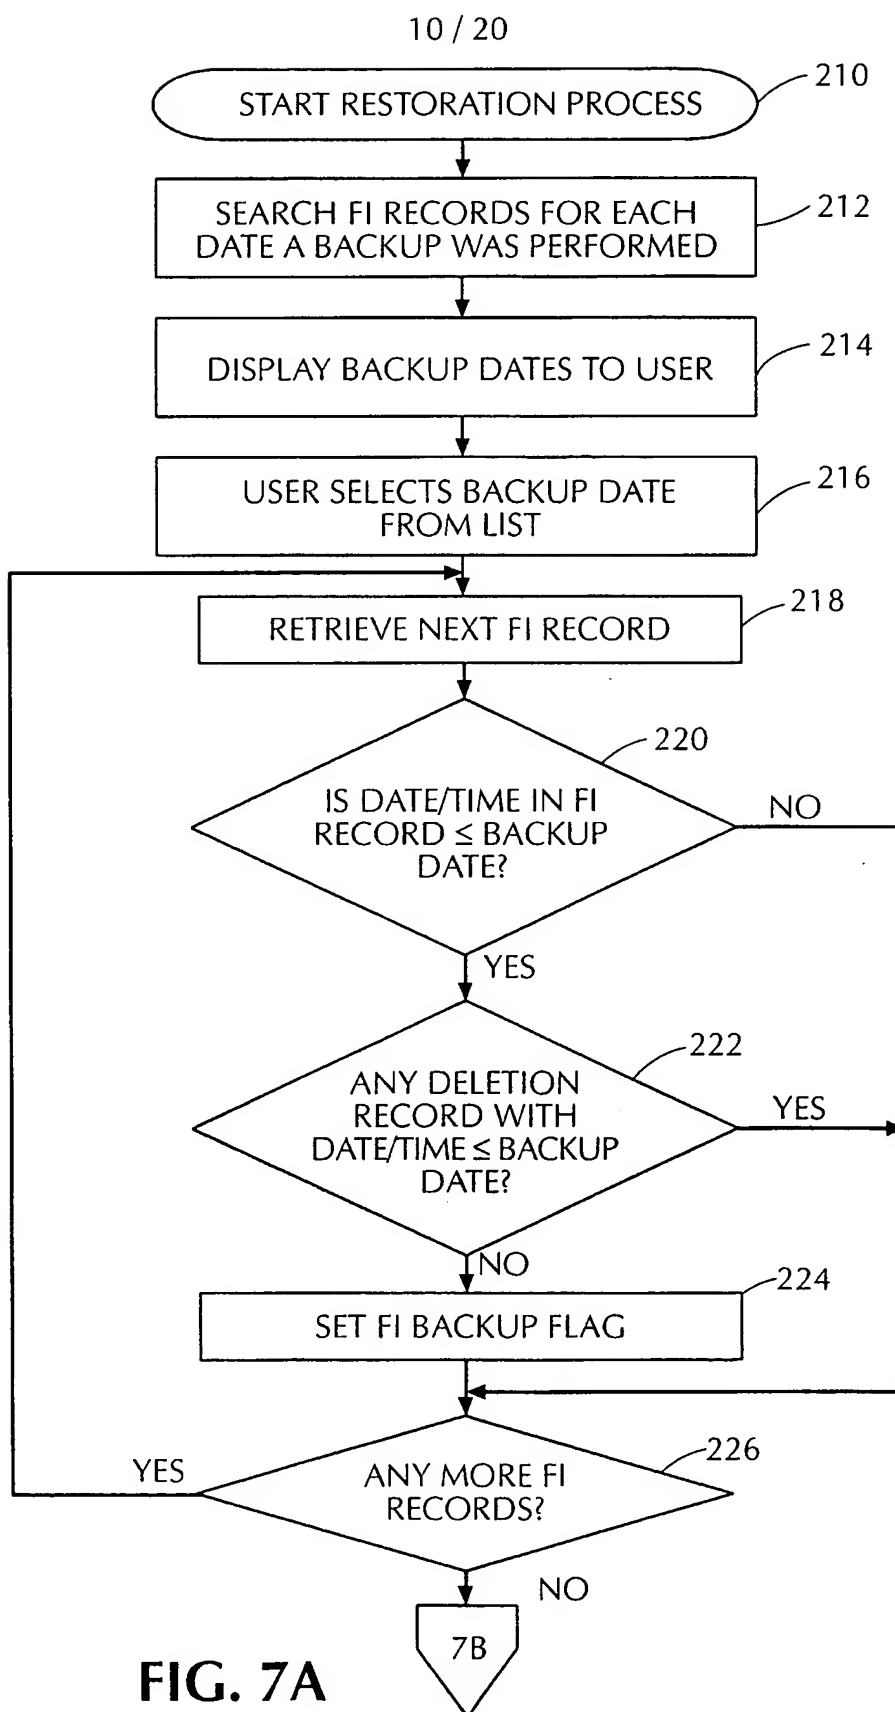 10 / 20
START RESTORATION PROCESS
210
SEARCH FI RECORDS FOR EACH
DATE A BACKUP WAS PERFORMED
212
DISPLAY BACKUP DATES TO USER
214
USER SELECTS BACKUP DATE
FROM LIST
216
RETRIEVE NEXT FI RECORD
218
220
IS DATE/TIME IN FI
RECORD ≤ BACKUP
DATE?
NO
YES
222
ANY DELETION
RECORD WITH
DATE/TIME ≤ BACKUP
DATE?
YES
NO
224
SET FI BACKUP FLAG
226
ANY MORE FI
RECORDS?
YES
NO
7B
FIG. 7A